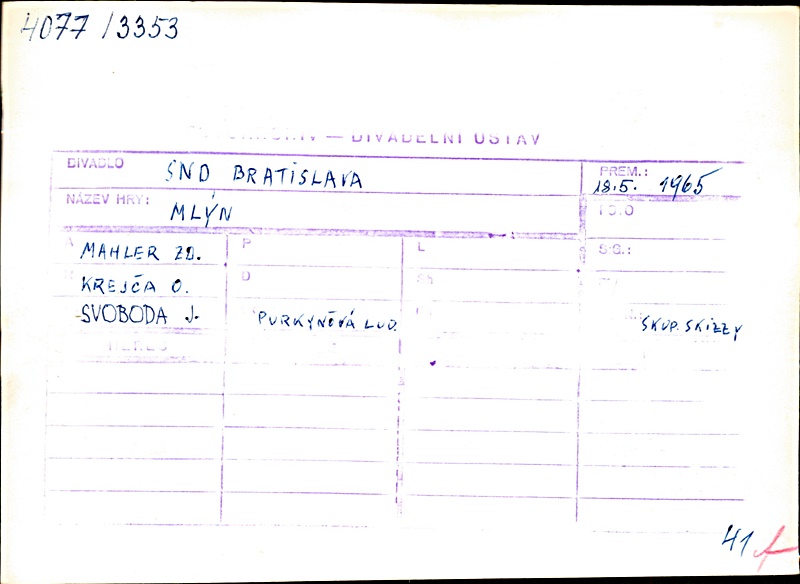 4077/3353
— DIVADELNÍ ÚSTAV
DIVADLO SND BRATISLAVA PREM.: 18.5. 1965
NÁZEV HRY: MLÝN
A MAHLER ZD. P L S.G.:
KREJČA O. D
SVOBODA J. PURKYŇOVÁ LUD. SKUP. SKIZZY
41